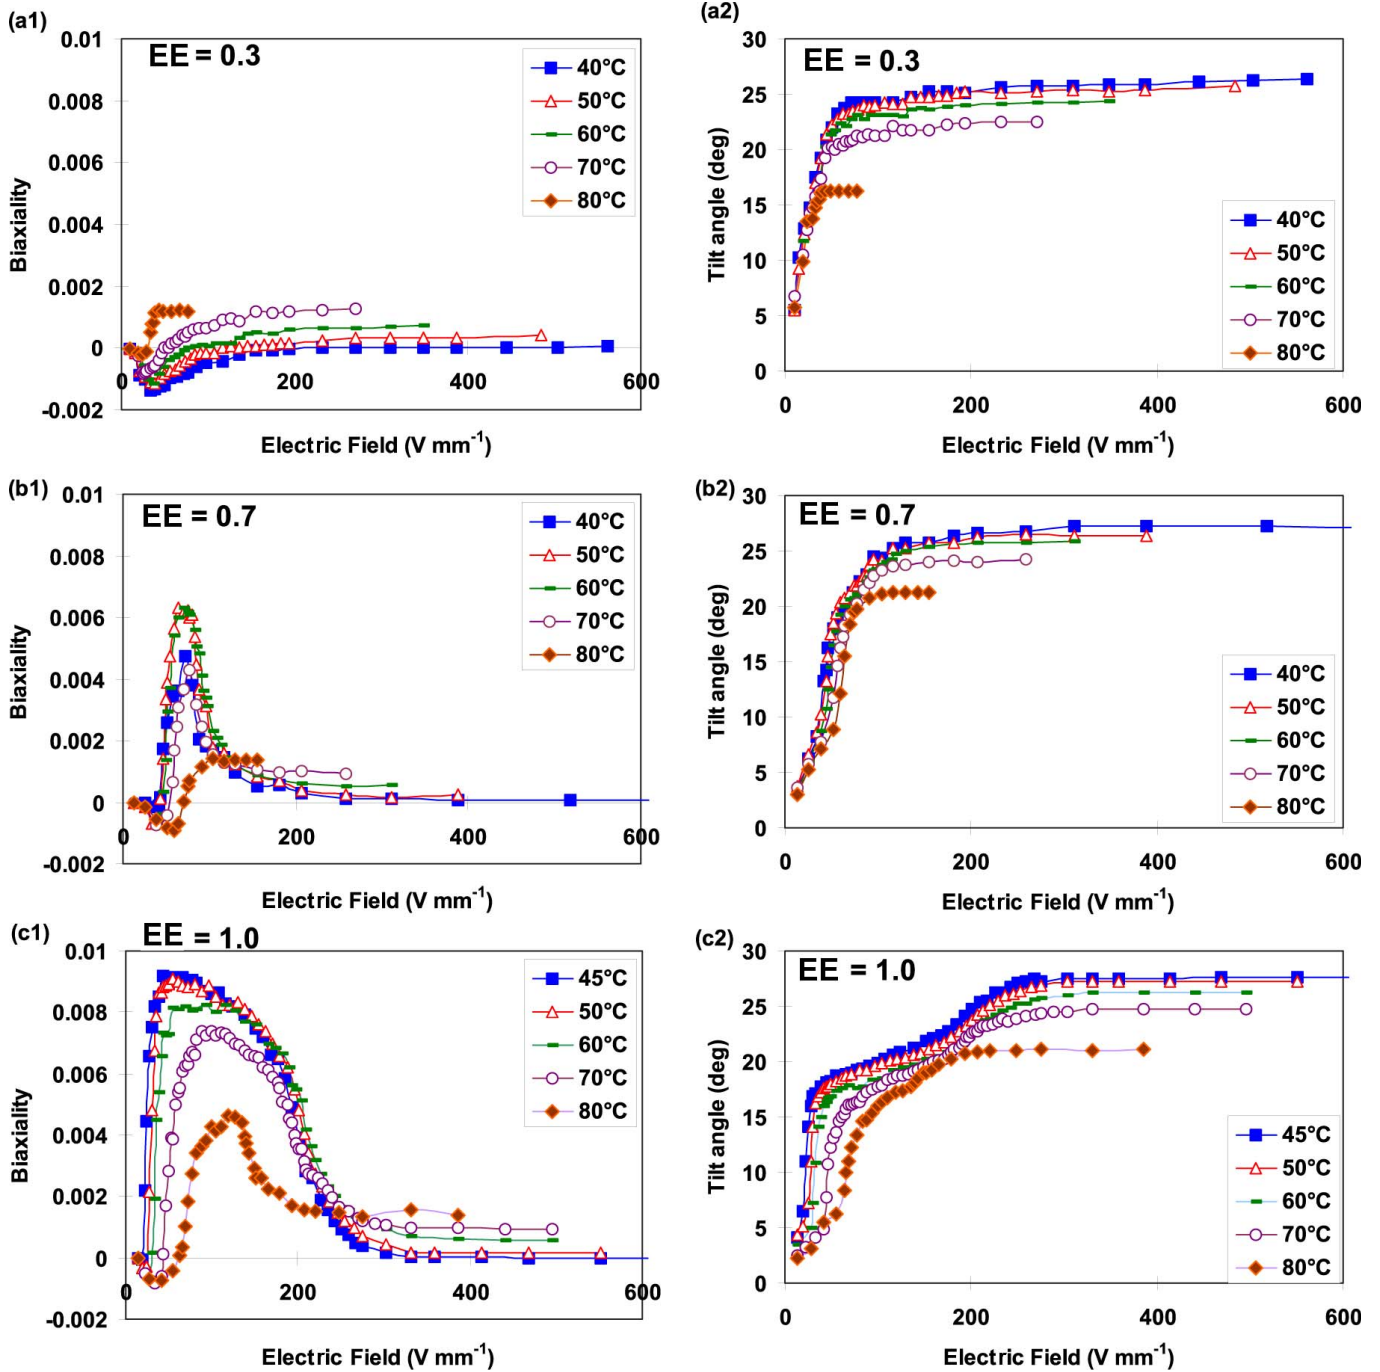 (a1)
0.01
EE = 0.3
0.008
0.006
0.004
0.002
0
-0.002
Biaxiality
40°C
50°C
60°C
70°C
80°C
0
200
400
600
Electric Field (V mm⁻¹)
(a2)
30
EE = 0.3
25
20
15
10
5
0
Tilt angle (deg)
40°C
50°C
60°C
70°C
80°C
0
200
400
600
Electric Field (V mm⁻¹)
(b1)
0.01
EE = 0.7
0.008
0.006
0.004
0.002
0
-0.002
Biaxiality
40°C
50°C
60°C
70°C
80°C
0
200
400
600
Electric Field (V mm⁻¹)
(b2)
30
EE = 0.7
25
20
15
10
5
0
Tilt angle (deg)
40°C
50°C
60°C
70°C
80°C
0
200
400
600
Electric Field (V mm⁻¹)
(c1)
EE = 1.0
0.01
0.008
0.006
0.004
0.002
0
-0.002
Biaxiality
45°C
50°C
60°C
70°C
80°C
0
200
400
600
Electric Field (V mm⁻¹)
(c2)
30
EE = 1.0
25
20
15
10
5
0
Tilt angle (deg)
45°C
50°C
60°C
70°C
80°C
0
200
400
600
Electric Field (V mm⁻¹)